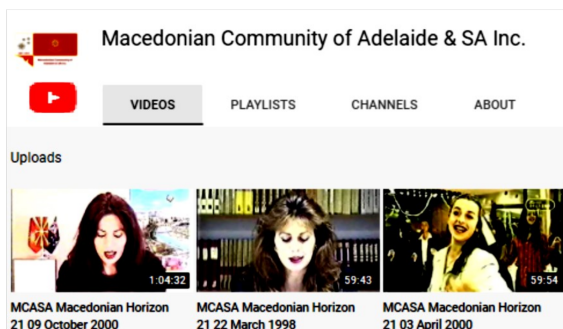 Macedonian Community of Adelaide & SA Inc.
VIDEOS PLAYLISTS CHANNELS ABOUT
Uploads
1:04:32 59:43 59:54
MCASA Macedonian Horizon MCASA Macedonian Horizon MCASA Macedonian Horizon
21 09 October 2000 21 22 March 1998 21 03 April 2000